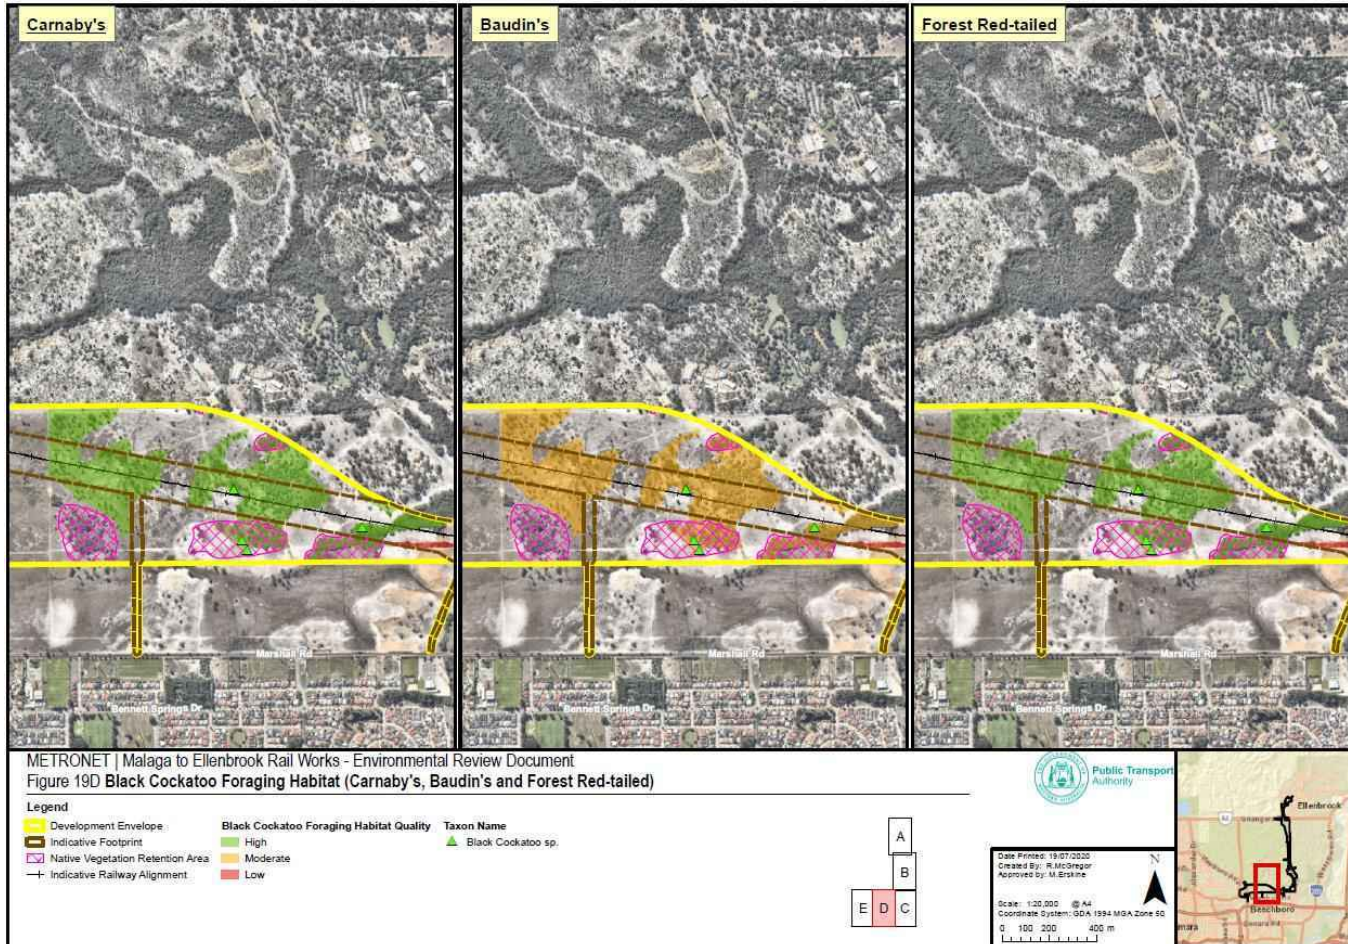 Carnaby's
Baudin's
Forest Red-tailed
Marshall Rd
Marshall Rd
Marshall Rd
Bennett Springs Dr
Bennett Springs Dr
Bennett Springs Dr
METRONET | Malaga to Ellenbrook Rail Works - Environmental Review Document
Figure 19D Black Cockatoo Foraging Habitat (Carnaby's, Baudin's and Forest Red-tailed)
Legend
Development Envelope
Indicative Footprint
Native Vegetation Retention Area
Indicative Railway Alignment
Black Cockatoo Foraging Habitat Quality
High
Moderate
Low
Taxon Name
Black Cockatoo sp.
A
B
E D C
Public Transport
Authority
Date Printed: 19/07/2020
Created By: R.McGregor
Approved by: M.Erskine
N
Scale: 1:20,000 @ A4
Coordinate System: GDA 1994 MGA Zone 50
0 100 200 400 m
Ellenbrook
Beechboro